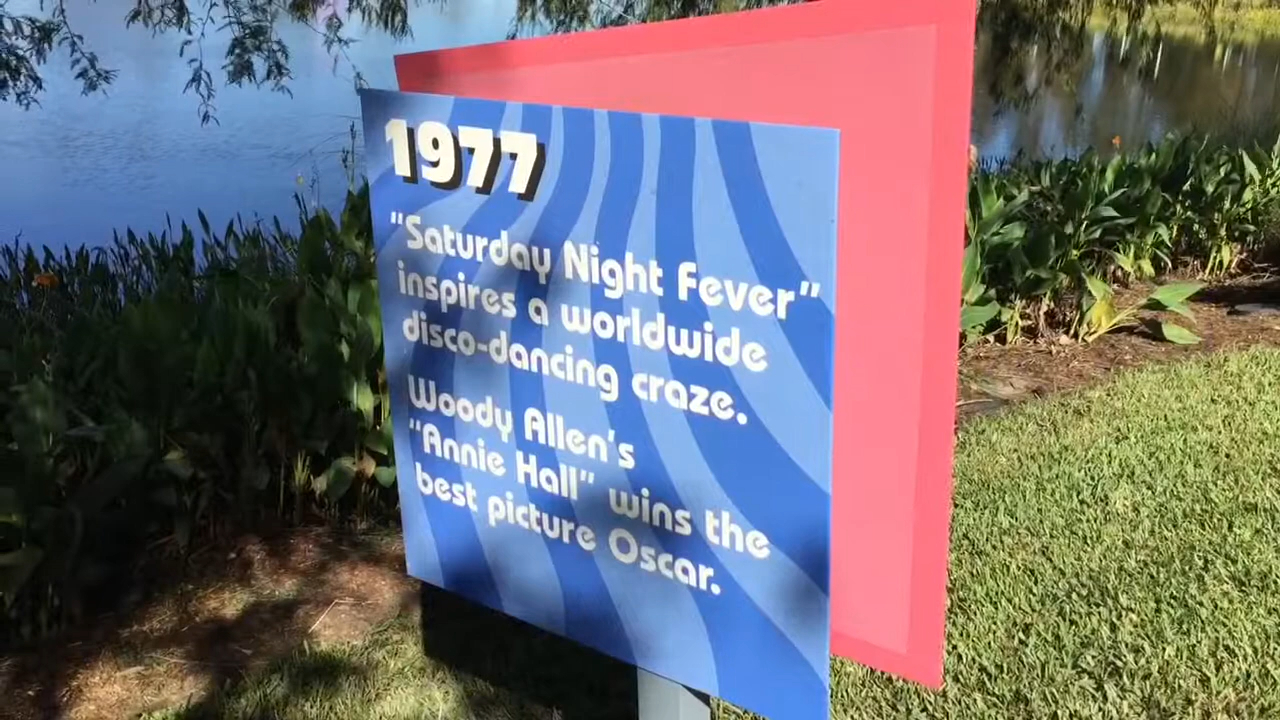 1977
"Saturday Night Fever"
inspires a worldwide
disco-dancing craze.
Woody Allen's
"Annie Hall" wins the
best picture Oscar.